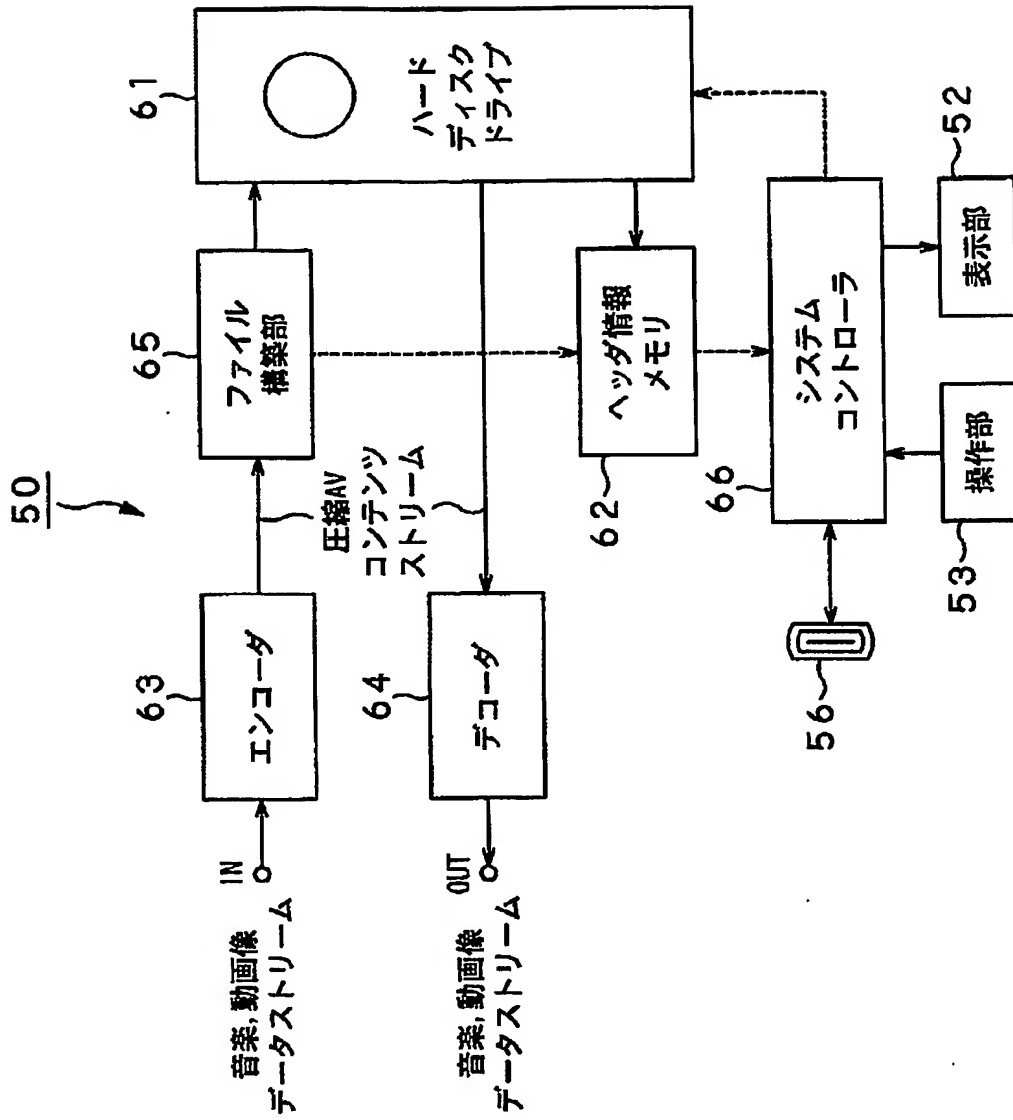 50
音楽,動画像
データストリーム
IN
63
エンコーダ
圧縮AV
コンテンツ
ストリーム
65
ファイル
構築部
61
ハード
ディスク
ドライブ
音楽,動画像
データストリーム
OUT
64
デコーダ
62
ヘッダ情報
メモリ
56
66
システム
コントローラ
53
操作部
52
表示部